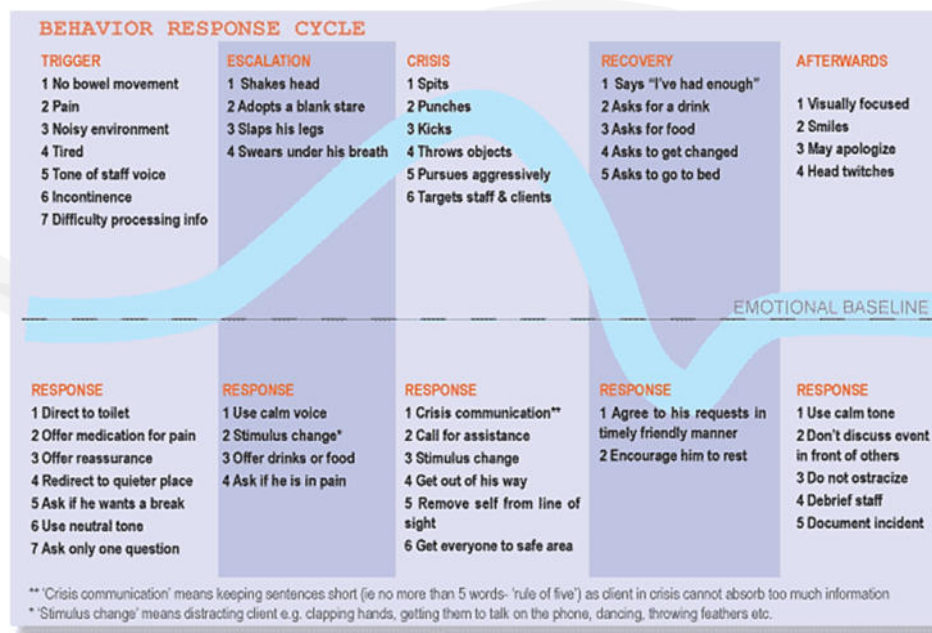 BEHAVIOR RESPONSE CYCLE
TRIGGER
1 No bowel movement
2 Pain
3 Noisy environment
4 Tired
5 Tone of staff voice
6 Incontinence
7 Difficulty processing info
ESCALATION
1 Shakes head
2 Adopts a blank stare
3 Slaps his legs
4 Swears under his breath
CRISIS
1 Spits
2 Punches
3 Kicks
4 Throws objects
5 Pursues aggressively
6 Targets staff & clients
RECOVERY
1 Says "I've had enough"
2 Asks for a drink
3 Asks for food
4 Asks to get changed
5 Asks to go to bed
AFTERWARDS
1 Visually focused
2 Smiles
3 May apologize
4 Head twitches
EMOTIONAL BASELINE
RESPONSE
1 Direct to toilet
2 Offer medication for pain
3 Offer reassurance
4 Redirect to quieter place
5 Ask if he wants a break
6 Use neutral tone
7 Ask only one question
RESPONSE
1 Use calm voice
2 Stimulus change*
3 Offer drinks or food
4 Ask if he is in pain
RESPONSE
1 Crisis communication**
2 Call for assistance
3 Stimulus change
4 Get out of his way
5 Remove self from line of
sight
6 Get everyone to safe area
RESPONSE
1 Agree to his requests in
timely friendly manner
2 Encourage him to rest
RESPONSE
1 Use calm tone
2 Don't discuss event
in front of others
3 Do not ostracize
4 Debrief staff
5 Document incident
** 'Crisis communication' means keeping sentences short (ie no more than 5 words- 'rule of five') as client in crisis cannot absorb too much information
* 'Stimulus change' means distracting client e.g. clapping hands, getting them to talk on the phone, dancing, throwing feathers etc.